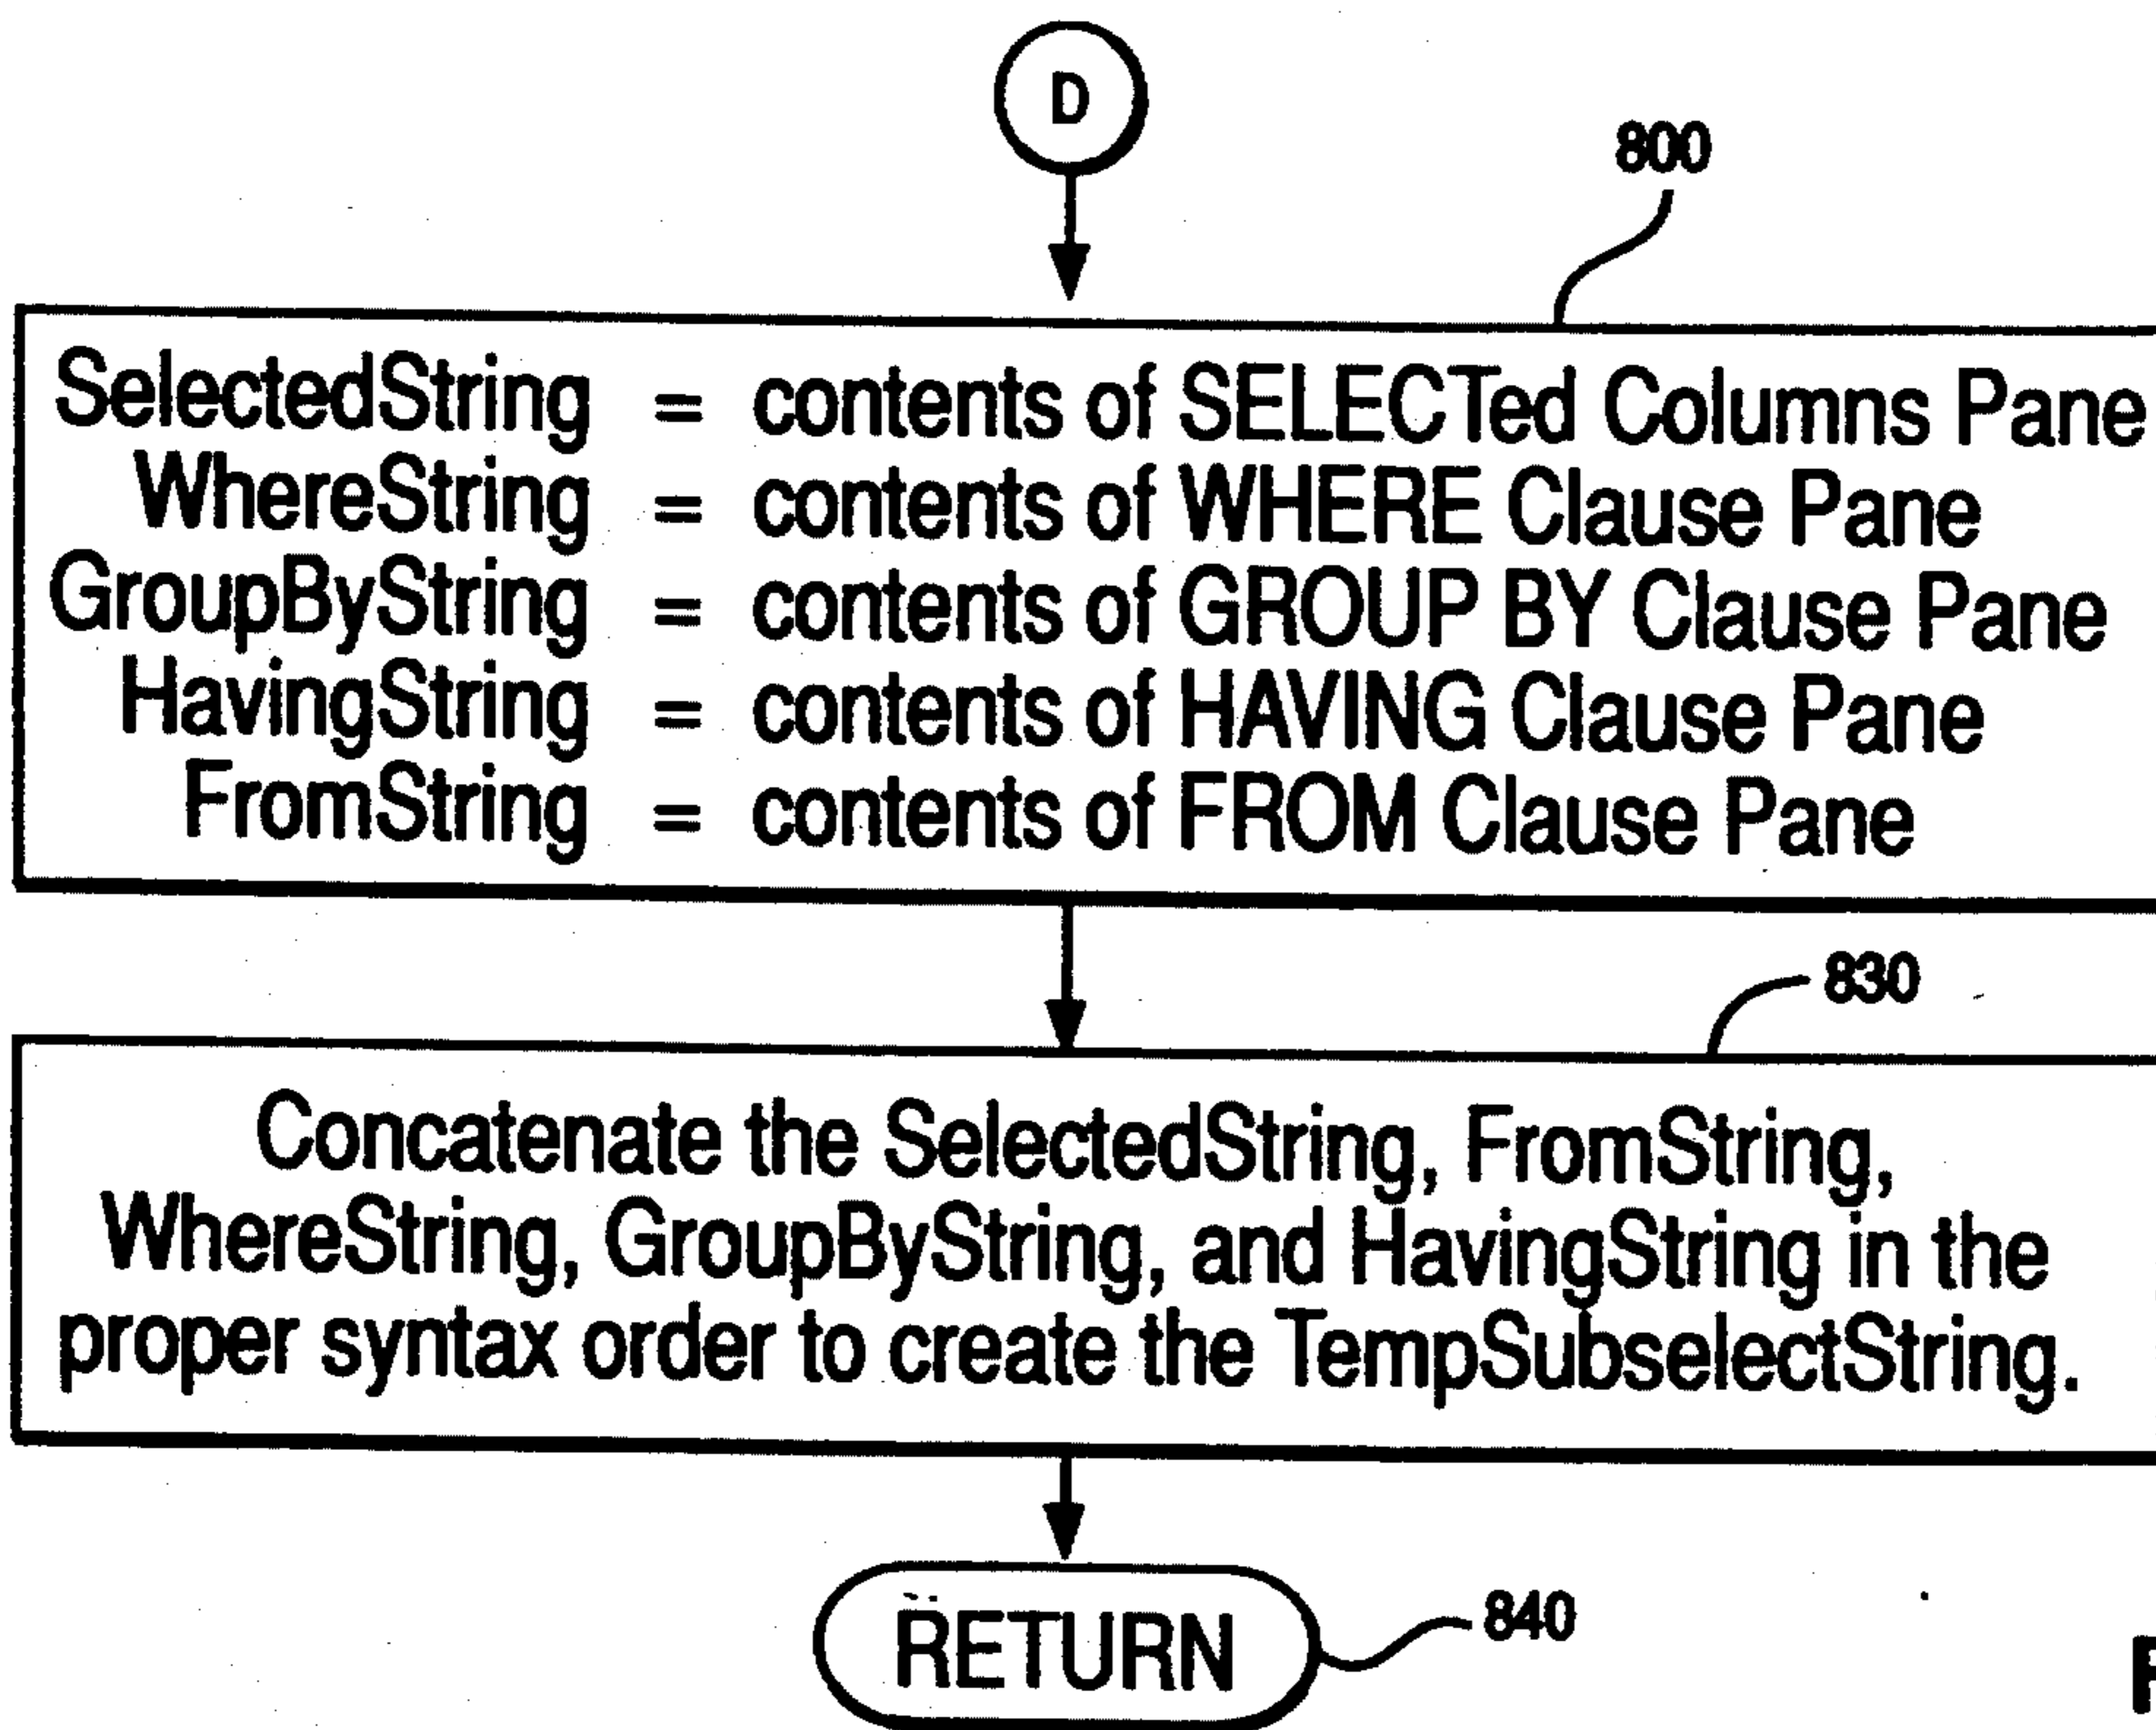 D
800
SelectedString = contents of SELECTed Columns Pane
WhereString = contents of WHERE Clause Pane
GroupByString = contents of GROUP BY Clause Pane
HavingString = contents of HAVING Clause Pane
FromString = contents of FROM Clause Pane
830
Concatenate the SelectedString, FromString,
WhereString, GroupByString, and HavingString in the
proper syntax order to create the TempSubselectString.
RETURN
840